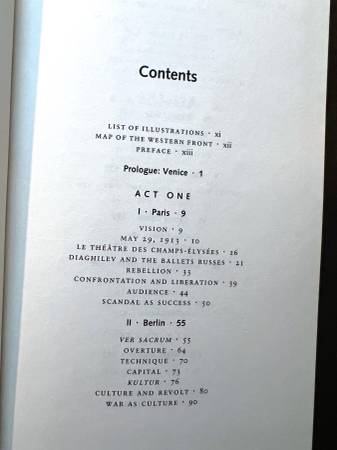 Contents
LIST OF ILLUSTRATIONS · xi
MAP OF THE WESTERN FRONT · xii
PREFACE · xiii
Prologue: Venice · 1
ACT ONE
I · Paris · 9
VISION · 9
MAY 29, 1913 · 10
LE THÉÂTRE DES CHAMPS-ÉLYSÉES · 16
DIAGHILEV AND THE BALLETS RUSSES · 21
REBELLION · 35
CONFRONTATION AND LIBERATION · 39
AUDIENCE · 44
SCANDAL AS SUCCESS · 50
II · Berlin · 55
VER SACRUM · 55
OVERTURE · 64
TECHNIQUE · 70
CAPITAL · 73
KULTUR · 76
CULTURE AND REVOLT · 80
WAR AS CULTURE · 90